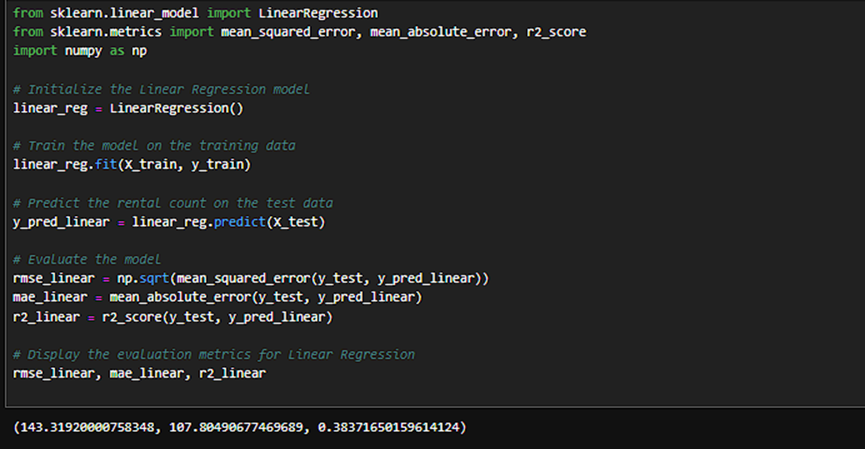 from sklearn.linear_model import LinearRegression
from sklearn.metrics import mean_squared_error, mean_absolute_error, r2_score
import numpy as np
# Initialize the Linear Regression model
linear_reg = LinearRegression()
# Train the model on the training data
linear_reg.fit(X_train, y_train)
# Predict the rental count on the test data
y_pred_linear = linear_reg.predict(X_test)
# Evaluate the model
rmse_linear = np.sqrt(mean_squared_error(y_test, y_pred_linear))
mae_linear = mean_absolute_error(y_test, y_pred_linear)
r2_linear = r2_score(y_test, y_pred_linear)
# Display the evaluation metrics for Linear Regression
rmse_linear, mae_linear, r2_linear
(143.31920000758348, 107.80490677469689, 0.38371650159614124)